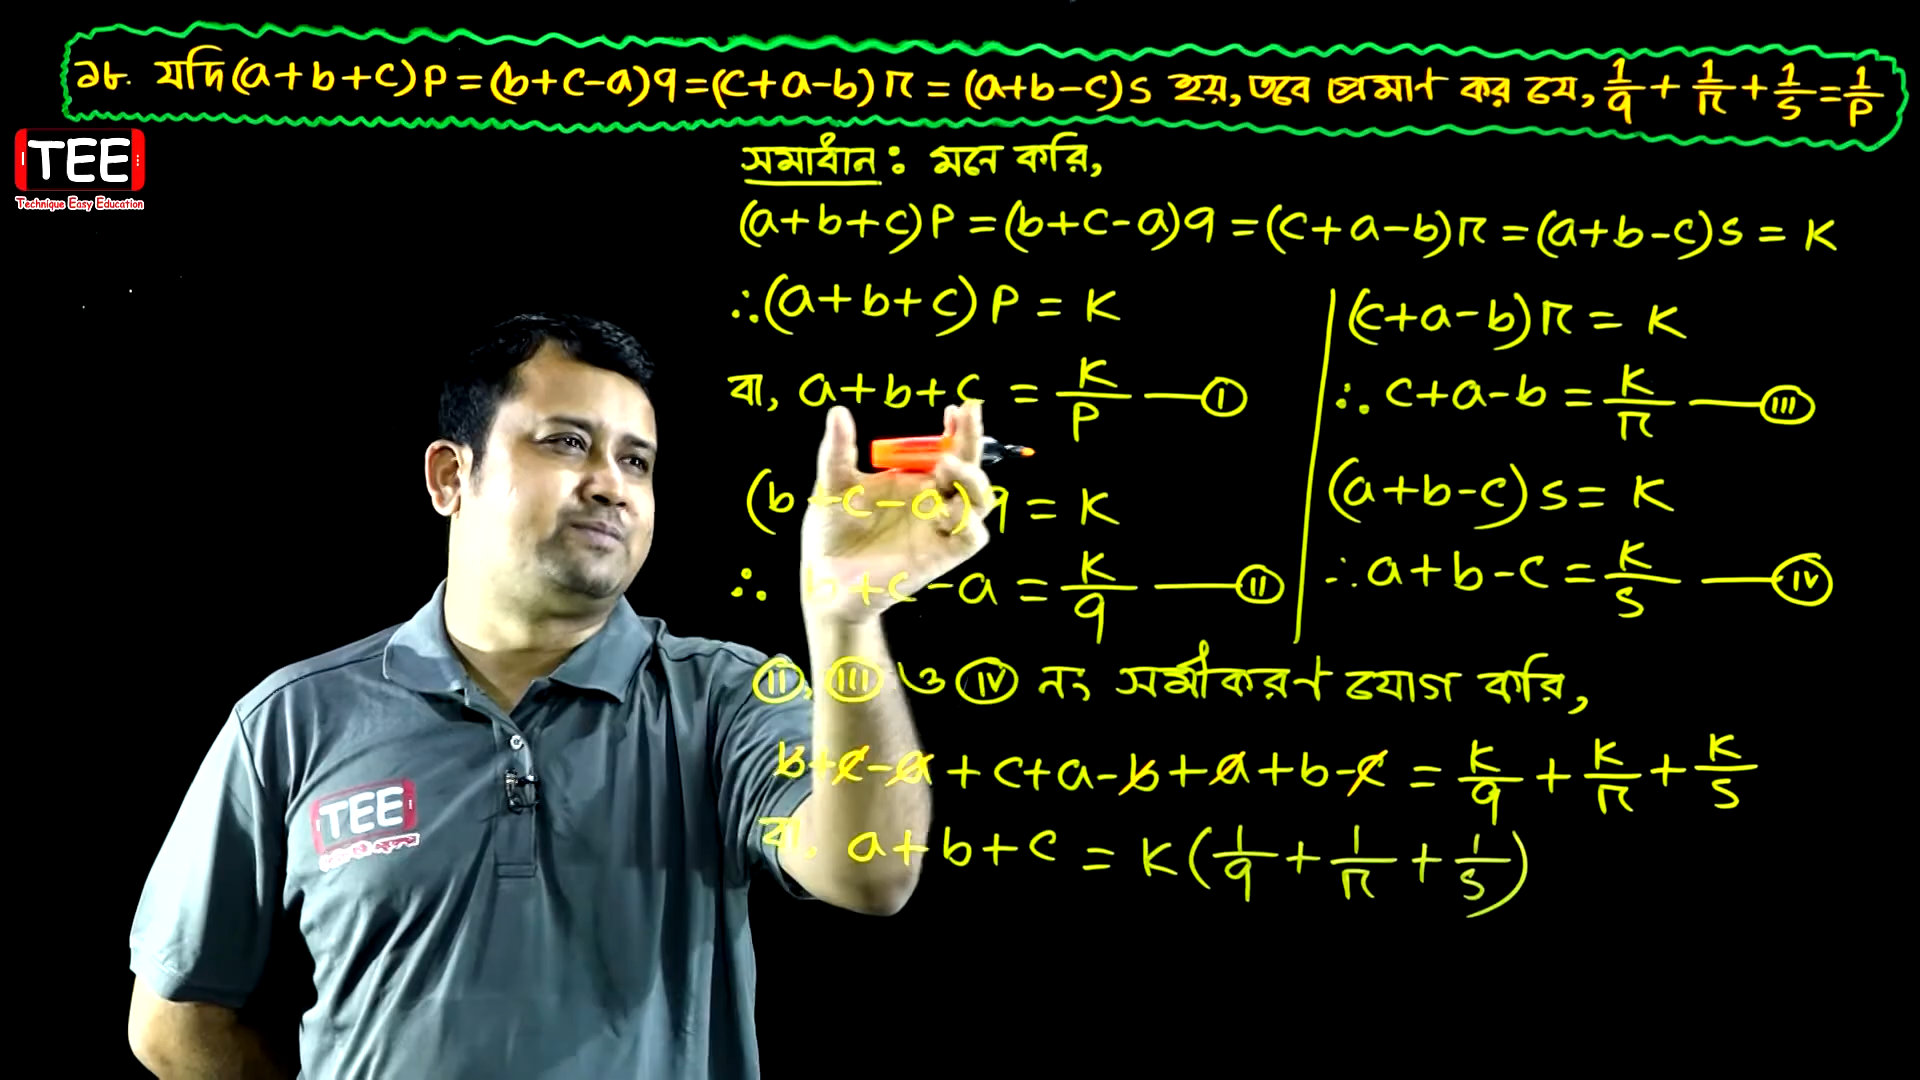 ১৮. যদি (a+b+c)p = (b+c-a)q = (c+a-b)r = (a+b-c)s হয়, তবে প্রমাণ কর যে, 1/q + 1/r + 1/s = 1/p
TEE
Technique Easy Education
সমাধান : মনে করি,
(a+b+c)p = (b+c-a)q = (c+a-b)r = (a+b-c)s = k
∴ (a+b+c)p = k
বা, a+b+c = k/p —— (i)
(b+c-a)q = k
∴ b+c-a = k/q —— (ii)
(c+a-b)r = k
∴ c+a-b = k/r —— (iii)
(a+b-c)s = k
∴ a+b-c = k/s —— (iv)
(ii), (iii) ও (iv) নং সমীকরণ যোগ করি,
b+c-a+c+a-b+a+b-c = k/q + k/r + k/s
বা, a+b+c = k(1/q + 1/r + 1/s)
TEE